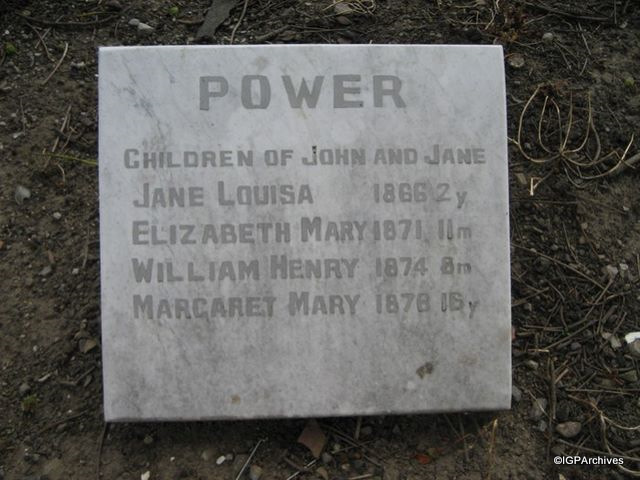 POWER
CHILDREN OF JOHN AND JANE
JANE LOUISA 1866 2y
ELIZABETH MARY 1871 11m
WILLIAM HENRY 1874 8m
MARGARET MARY 1878 16y
©IGPArchives